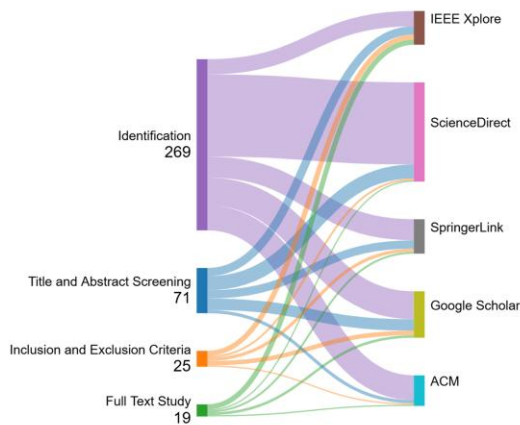 IEEE Xplore
ScienceDirect
Identification
269
SpringerLink
Title and Abstract Screening
71
Google Scholar
Inclusion and Exclusion Criteria
25
ACM
Full Text Study
19